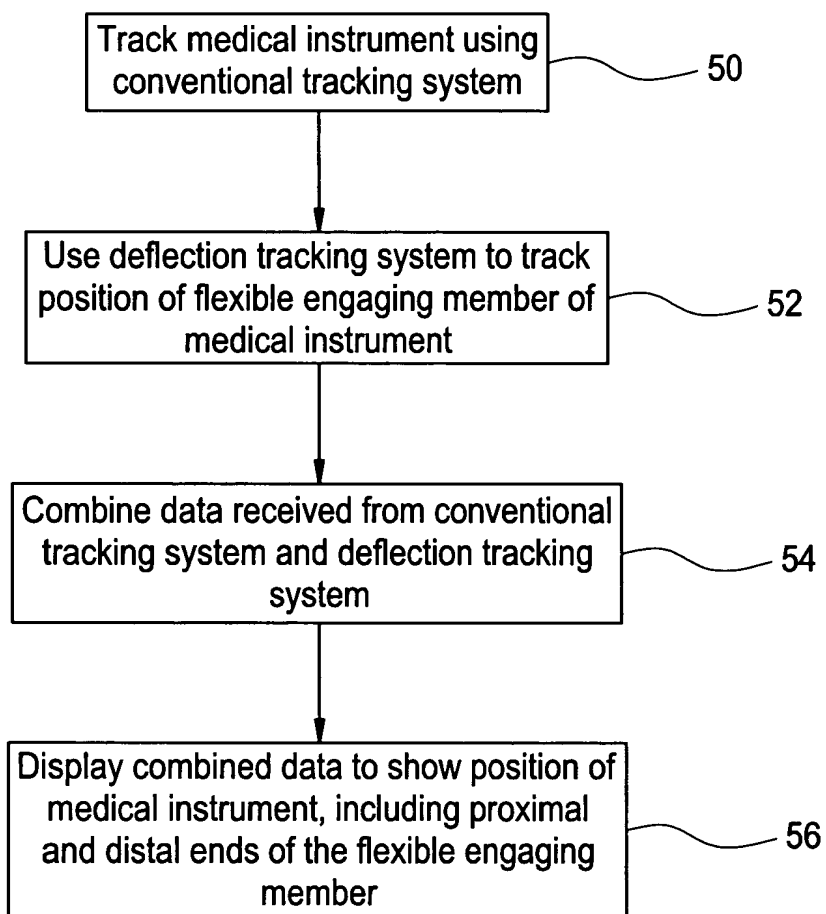 Track medical instrument using
conventional tracking system
50
Use deflection tracking system to track
position of flexible engaging member of
medical instrument
52
Combine data received from conventional
tracking system and deflection tracking
system
54
Display combined data to show position of
medical instrument, including proximal
and distal ends of the flexible engaging
member
56